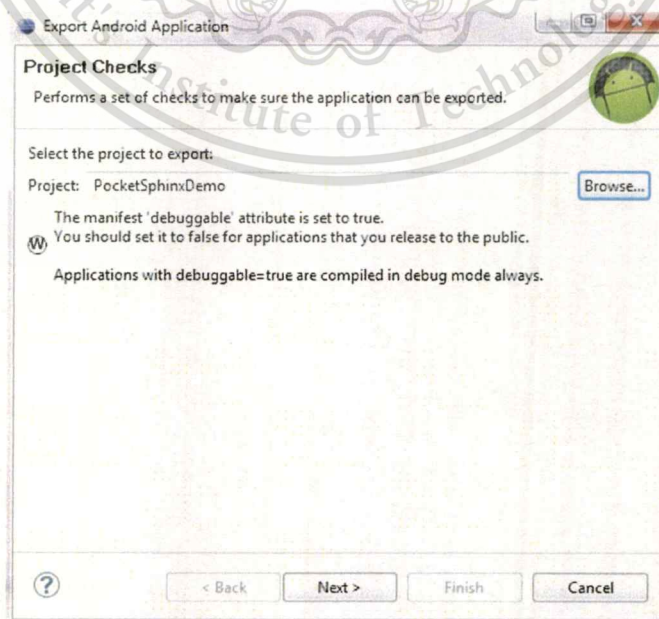 Export Android Application
Project Checks
Performs a set of checks to make sure the application can be exported.
Institute of Technolog
Select the project to export:
Project: PocketSphinxDemo
Browse...
The manifest 'debuggable' attribute is set to true.
W You should set it to false for applications that you release to the public.
Applications with debuggable=true are compiled in debug mode always.
?
< Back
Next >
Finish
Cancel